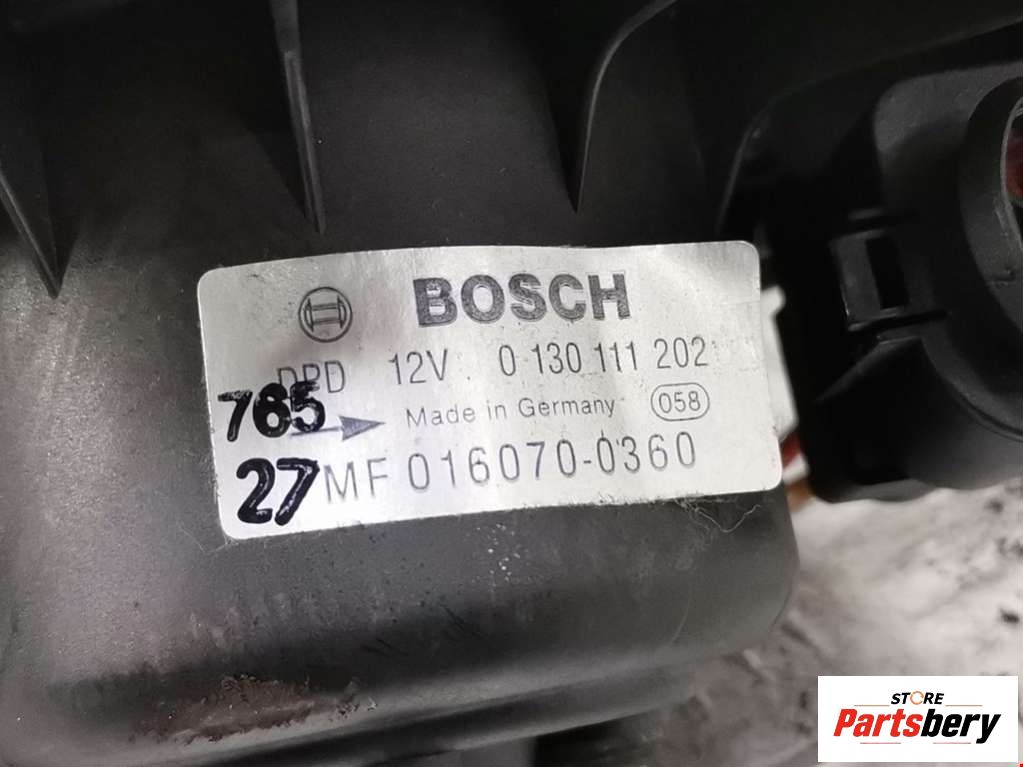 BOSCH
DPD 12V 0 130 111 202
765
Made in Germany 058
27 MF 016070-0360
STORE
Partsbery